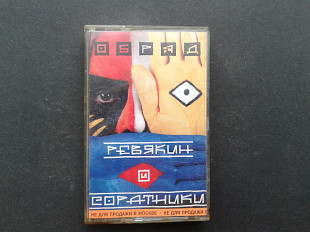 ОБРЯД
РЕВЯКИН
И
СОРАТНИКИ
НЕ ДЛЯ ПРОДАЖИ В МОСКВЕ - НЕ ДЛЯ ПРОДАЖИ